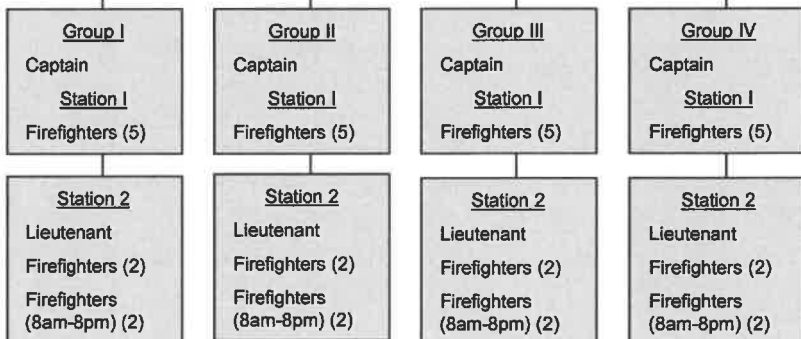 Group I
Captain
Station I
Firefighters (5)
Station 2
Lieutenant
Firefighters (2)
Firefighters
(8am-8pm) (2)
Group II
Captain
Station I
Firefighters (5)
Station 2
Lieutenant
Firefighters (2)
Firefighters
(8am-8pm) (2)
Group III
Captain
Station I
Firefighters (5)
Station 2
Lieutenant
Firefighters (2)
Firefighters
(8am-8pm) (2)
Group IV
Captain
Station I
Firefighters (5)
Station 2
Lieutenant
Firefighters (2)
Firefighters
(8am-8pm) (2)